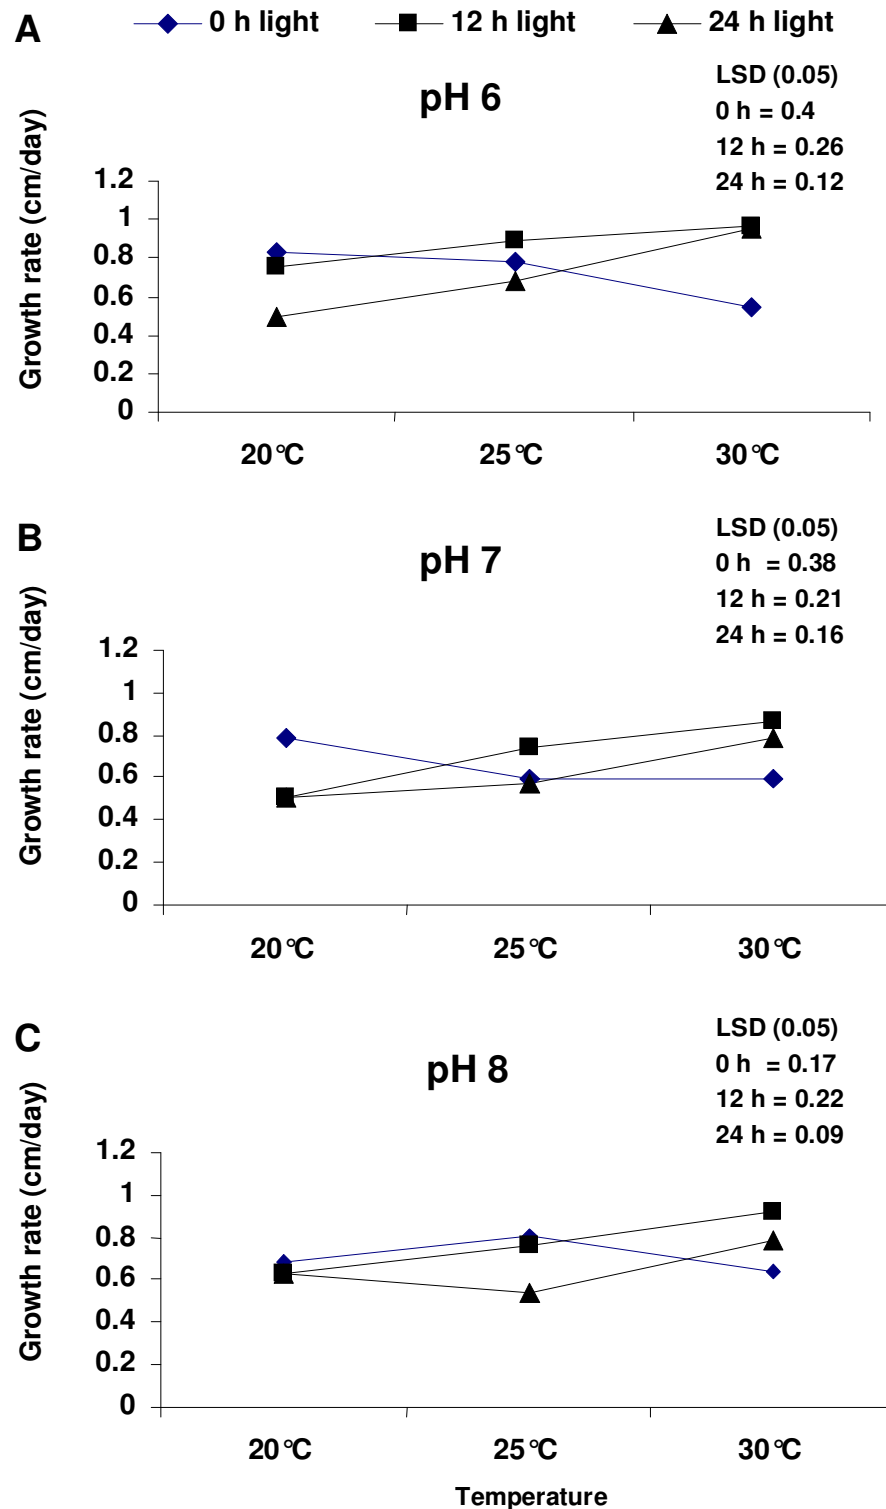 A
0 h light 12 h light 24 h light
pH 6
LSD (0.05)
0 h = 0.4
12 h = 0.26
24 h = 0.12
Growth rate (cm/day)
1.2
1
0.8
0.6
0.4
0.2
0
20°C 25°C 30°C
B
pH 7
LSD (0.05)
0 h = 0.38
12 h = 0.21
24 h = 0.16
Growth rate (cm/day)
1.2
1
0.8
0.6
0.4
0.2
0
20°C 25°C 30°C
C
pH 8
LSD (0.05)
0 h = 0.17
12 h = 0.22
24 h = 0.09
Growth rate (cm/day)
1.2
1
0.8
0.6
0.4
0.2
0
20°C 25°C 30°C
Temperature